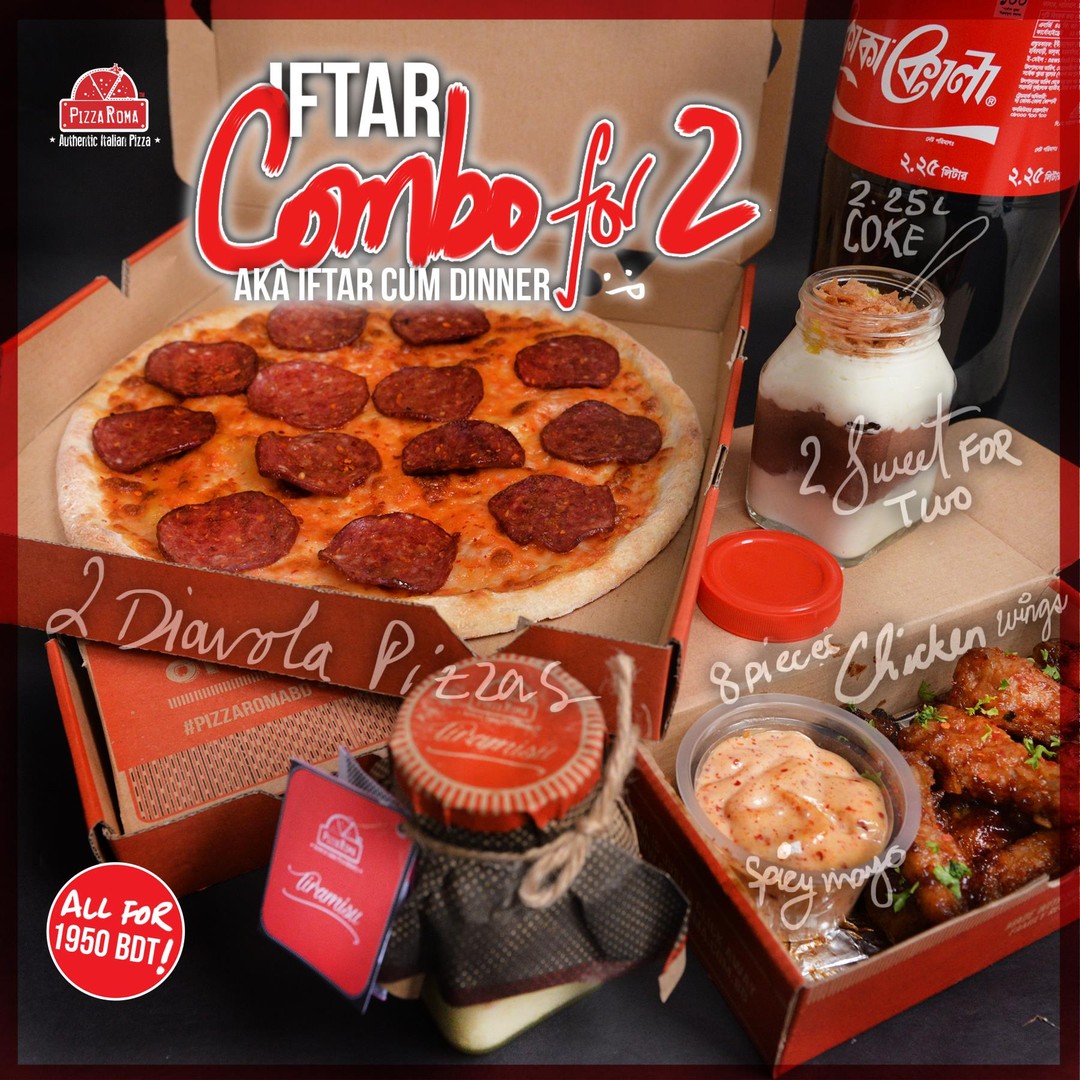 PIZZAROMA
Authentic Italian Pizza
IFTAR
Combo for 2
AKA IFTAR CUM DINNER :)
কোকা কোলা
২.২৫ লিটার
২.২৫ লিটার
2.25L
COKE
2 Sweet FOR
TWO
2 Diavola Pizzas
8 pieces Chicken wings
#PIZZAROMABD
Tiramisu
PIZZAROMA
Tiramisu
Spicy mayo
ALL FOR
1950 BDT!